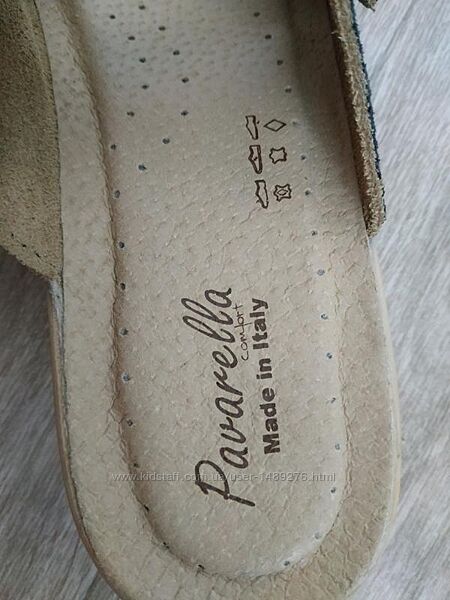 Pavarella
comfort
Made in Italy
www.kidstaff.com.ua/user-1489276.html